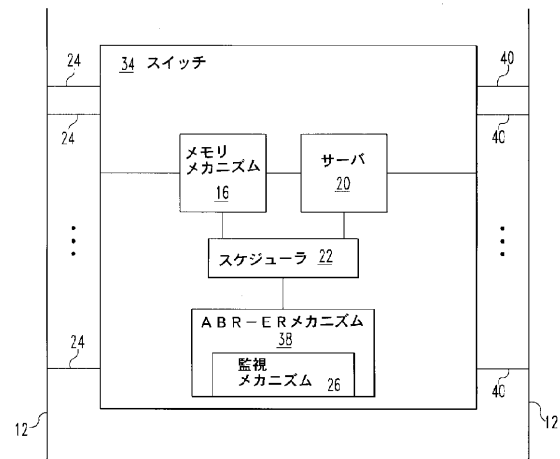 24
34 スイッチ
40
24
40
メモリ
メカニズム
16
サーバ
20
スケジューラ 22
ABR-ERメカニズム
38
監視
メカニズム 26
24
40
12
12